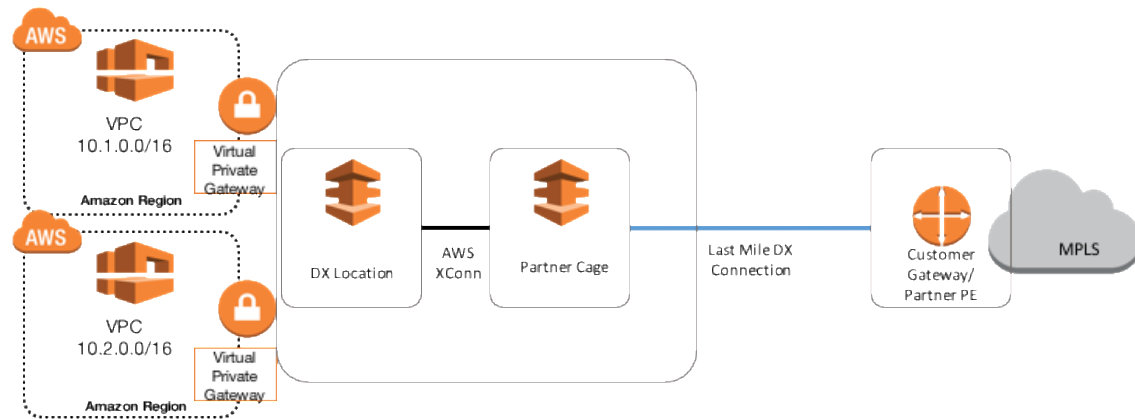 AWS
VPC
10.1.0.0/16
Amazon Region
Virtual
Private
Gateway
AWS
VPC
10.2.0.0/16
Amazon Region
Virtual
Private
Gateway
DX Location
AWS
XConn
Partner Cage
Last Mile DX
Connection
Customer
Gateway/
Partner PE
MPLS